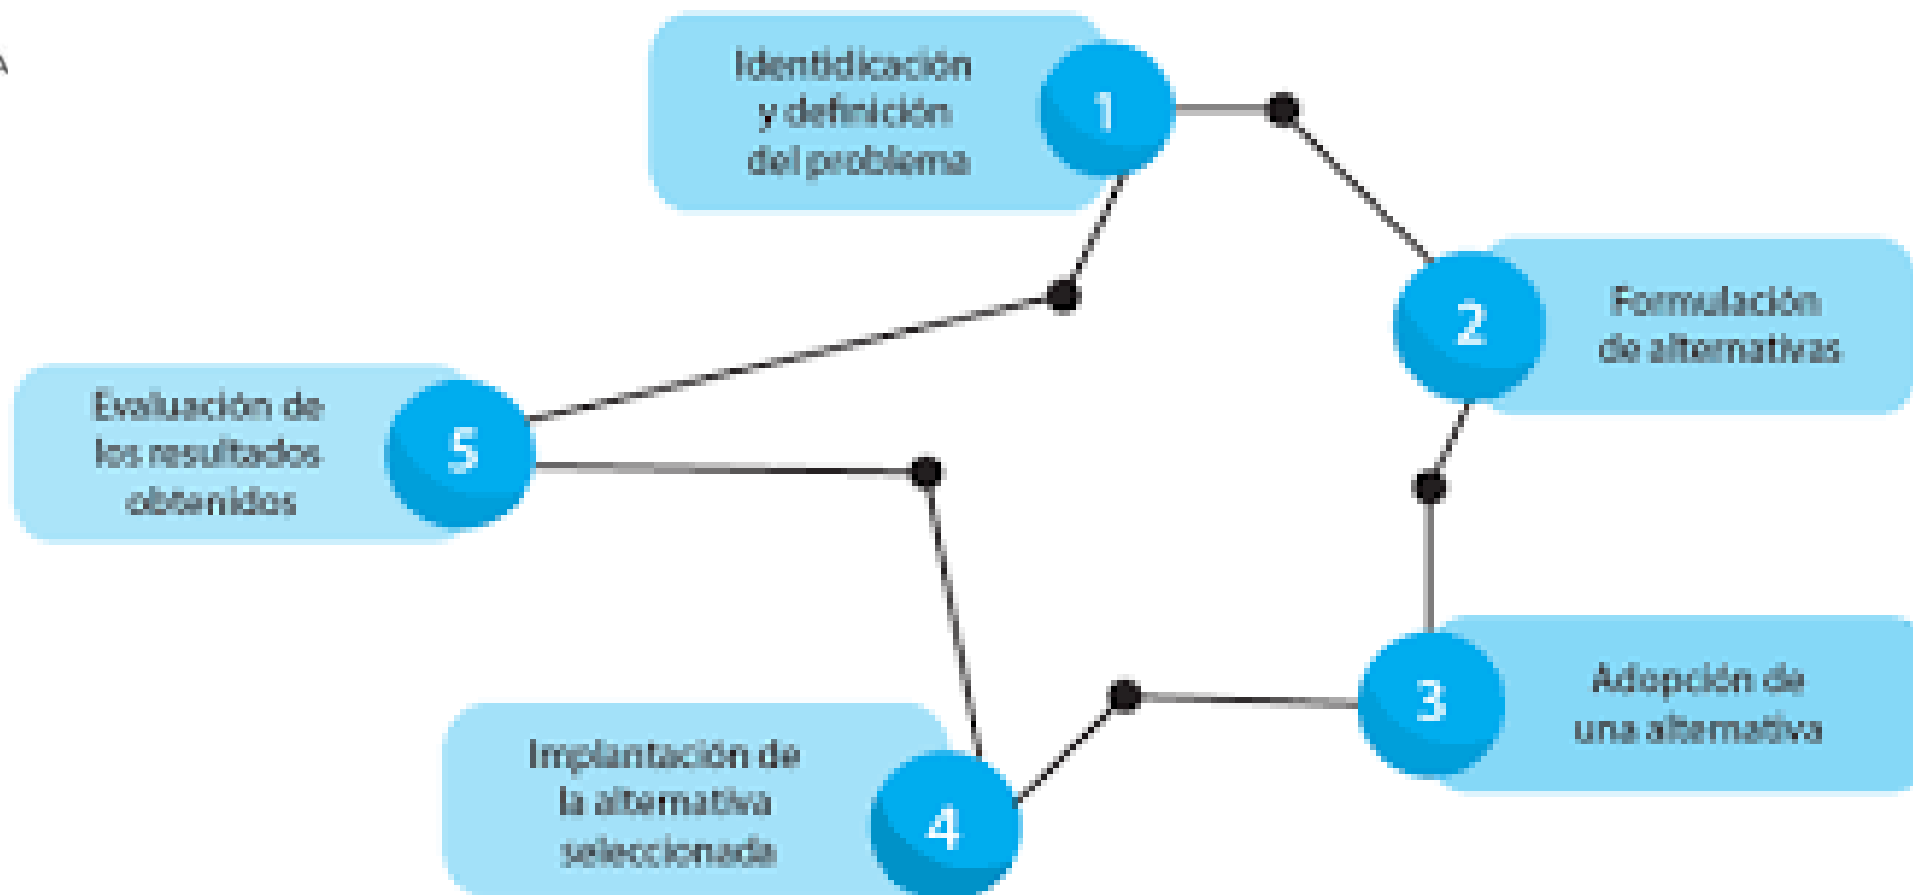 A
Identidicación
y definición
del problema
1
2
Formulación
de alternativas
Evaluación de
los resultados
obtenidos
5
3
Adopción de
una alternativa
Implantación de
la alternativa
seleccionada
4